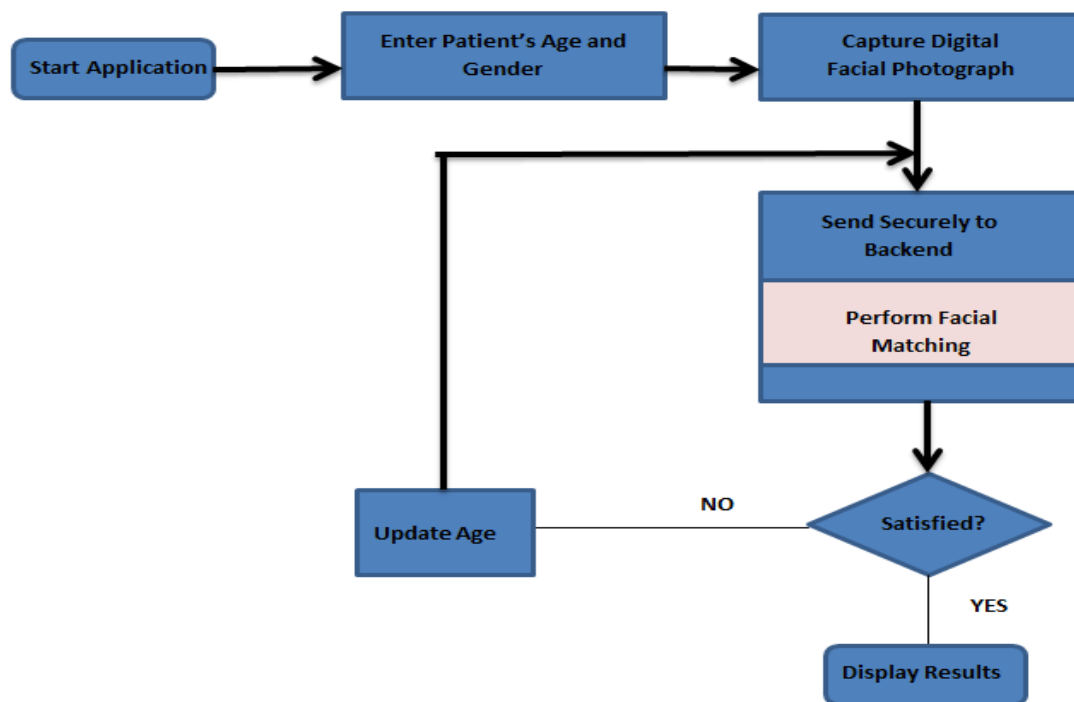 Start Application
Enter Patient's Age and
Gender
Capture Digital
Facial Photograph
Send Securely to
Backend
Perform Facial
Matching
Satisfied?
NO
Update Age
YES
Display Results